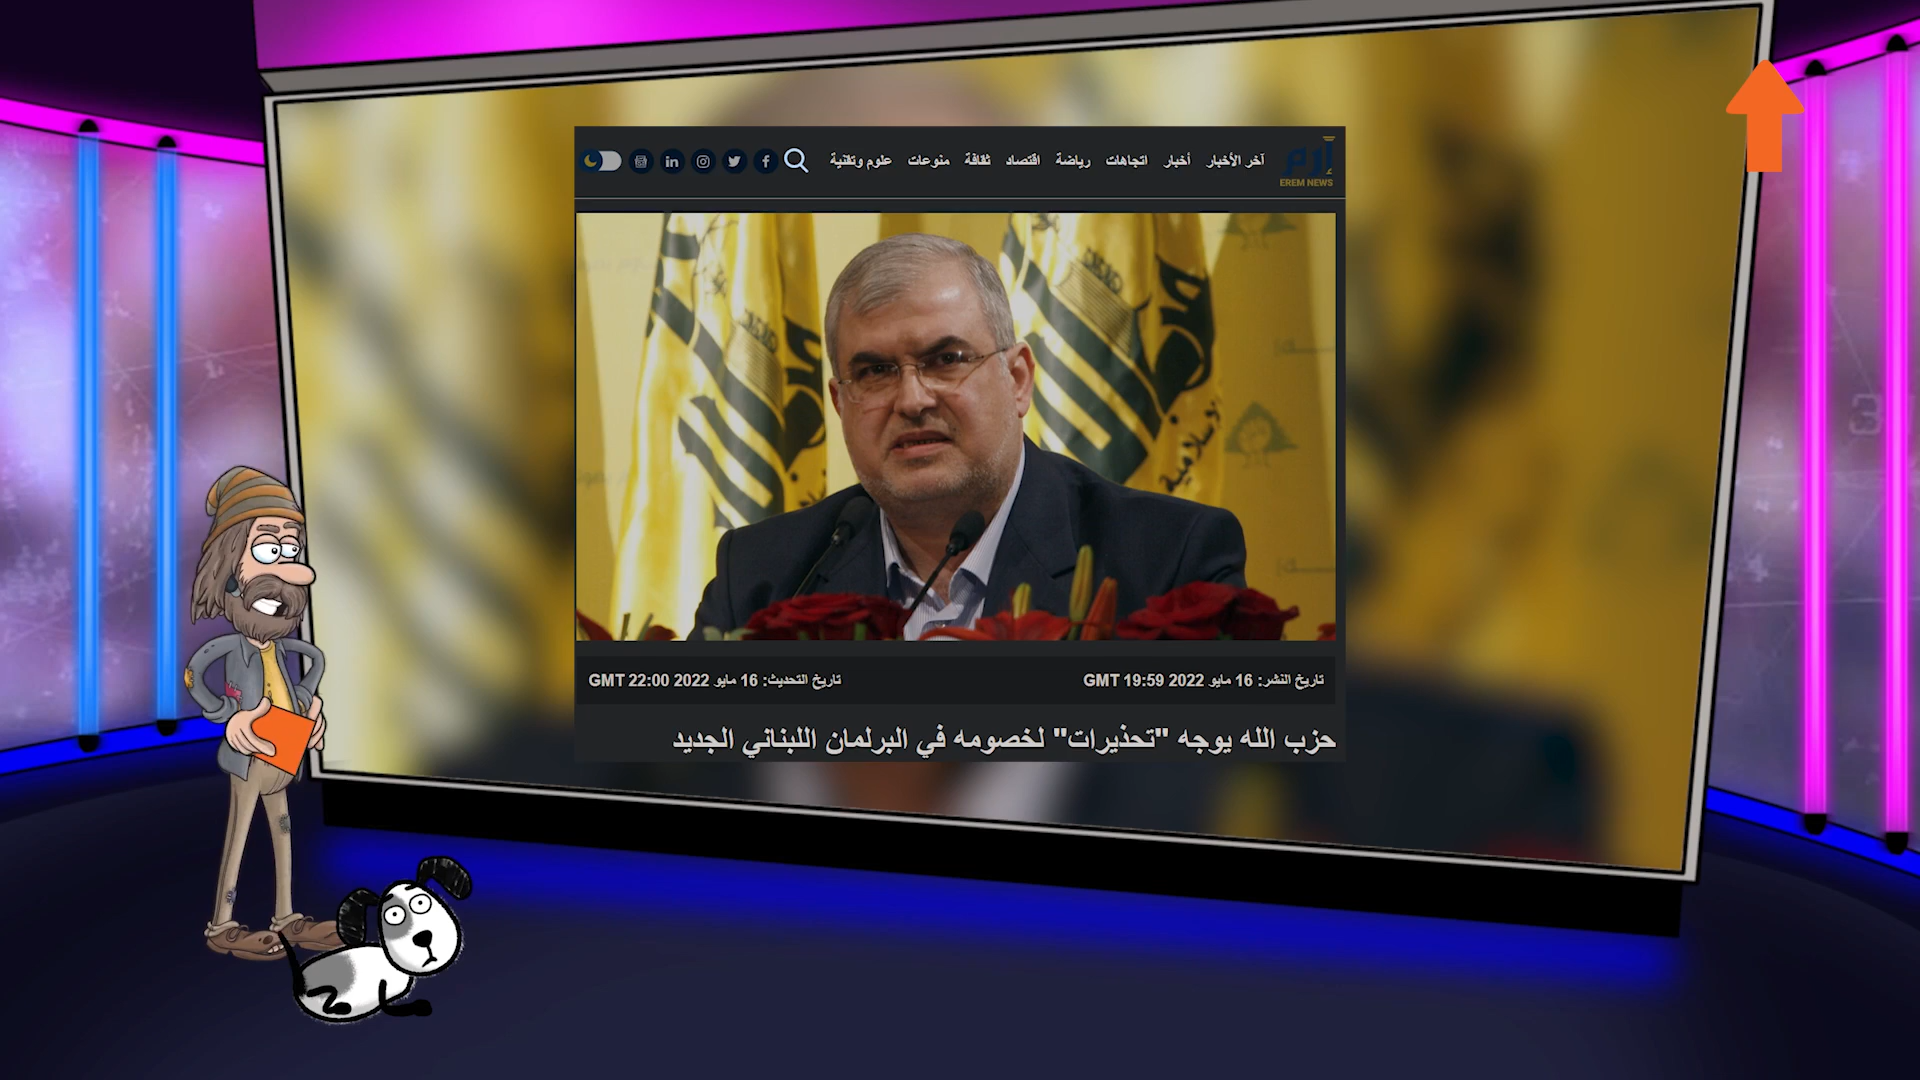 آخر الأخبار أخبار اتجاهات رياضة اقتصاد ثقافة منوعات علوم وتقنية
إرم
EREM NEWS
تاريخ النشر: 16 مايو 2022 19:59 GMT
تاريخ التحديث: 16 مايو 2022 22:00 GMT
حزب الله يوجه "تحذيرات" لخصومه في البرلمان اللبناني الجديد